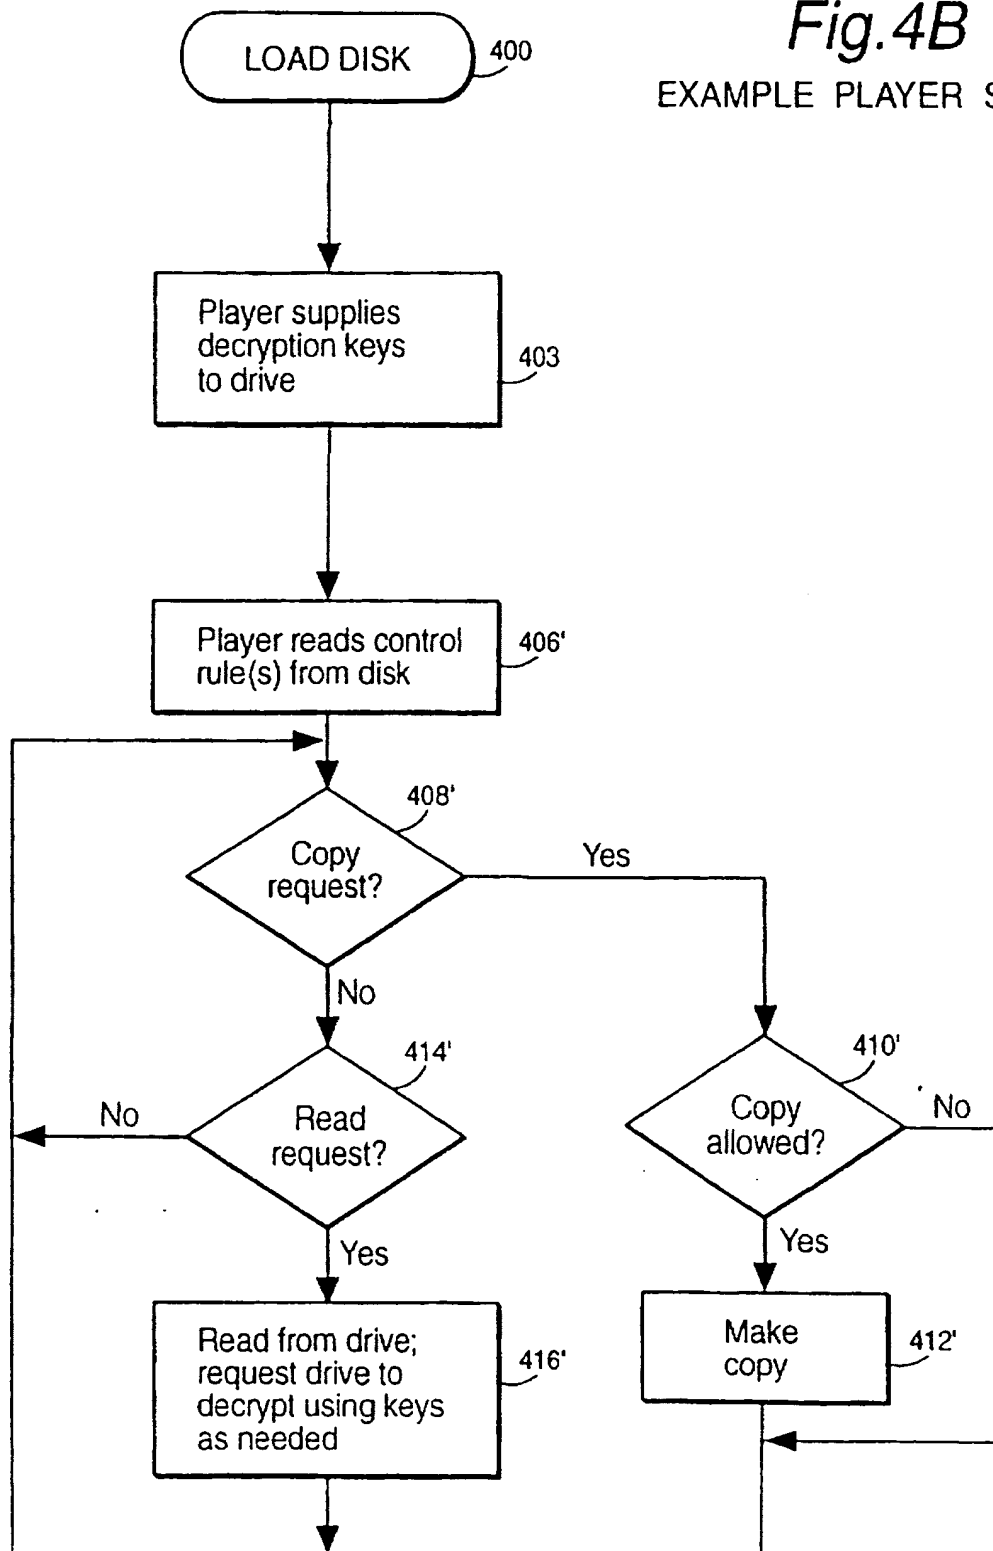 Fig.4B
EXAMPLE PLAYER S
LOAD DISK
400
Player supplies
decryption keys
to drive
403
Player reads control
rule(s) from disk
406'
408'
Copy
request?
Yes
No
414'
Read
request?
No
Yes
410'
Copy
allowed?
No
Yes
Read from drive;
request drive to
decrypt using keys
as needed
416'
Make
copy
412'